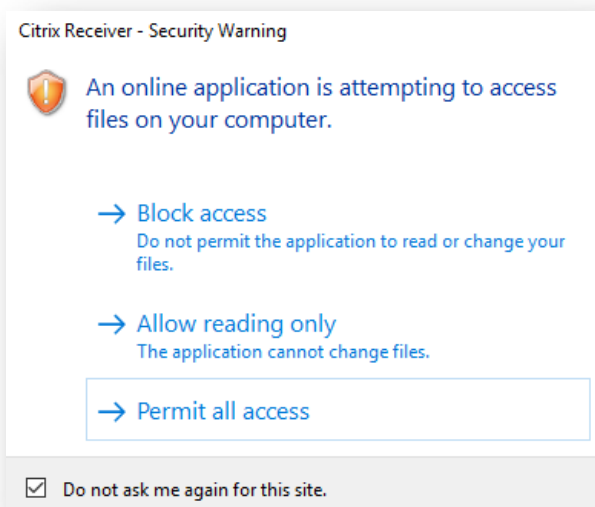 Citrix Receiver - Security Warning
An online application is attempting to access
files on your computer.
Block access
Do not permit the application to read or change your
files.
Allow reading only
The application cannot change files.
Permit all access
Do not ask me again for this site.